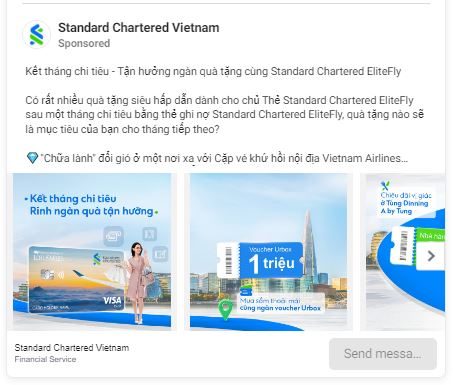 Standard Chartered Vietnam
Sponsored
Kết tháng chi tiêu - Tận hưởng ngàn quà tặng cùng Standard Chartered EliteFly
Có rất nhiều quà tặng siêu hấp dẫn dành cho chủ Thẻ Standard Chartered EliteFly
sau một tháng chi tiêu bằng thẻ ghi nợ Standard Chartered EliteFly, quà tặng nào sẽ
là mục tiêu của bạn cho tháng tiếp theo?
💎"Chữa lành" đổi gió ở một nơi xa với Cặp vé khứ hồi nội địa Vietnam Airlines...
Kết tháng chi tiêu
Rinh ngàn quà tận hưởng
VISA
Voucher Urbox
1 triệu
Mua sắm thoải mái
cùng ngàn voucher Urbox
Chiều đãi vị giác
ở Tùng Dinning
A by Tung
Nhà hàn
Standard Chartered Vietnam
Financial Service
Send messa...